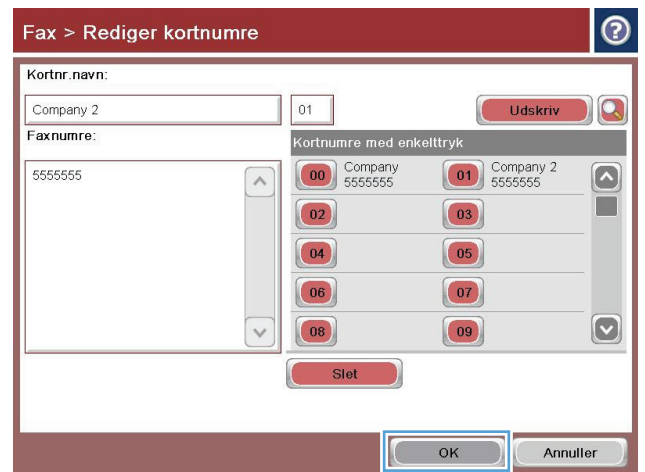 Fax > Rediger kortnumre
?
Kortnr.navn:
Company 2 01 Udskriv
Faxnumre:
Kortnumre med enkelttryk
5555555
00 Company 5555555 01 Company 2 5555555
02 03
04 05
06 07
08 09
Slet
OK Annuller